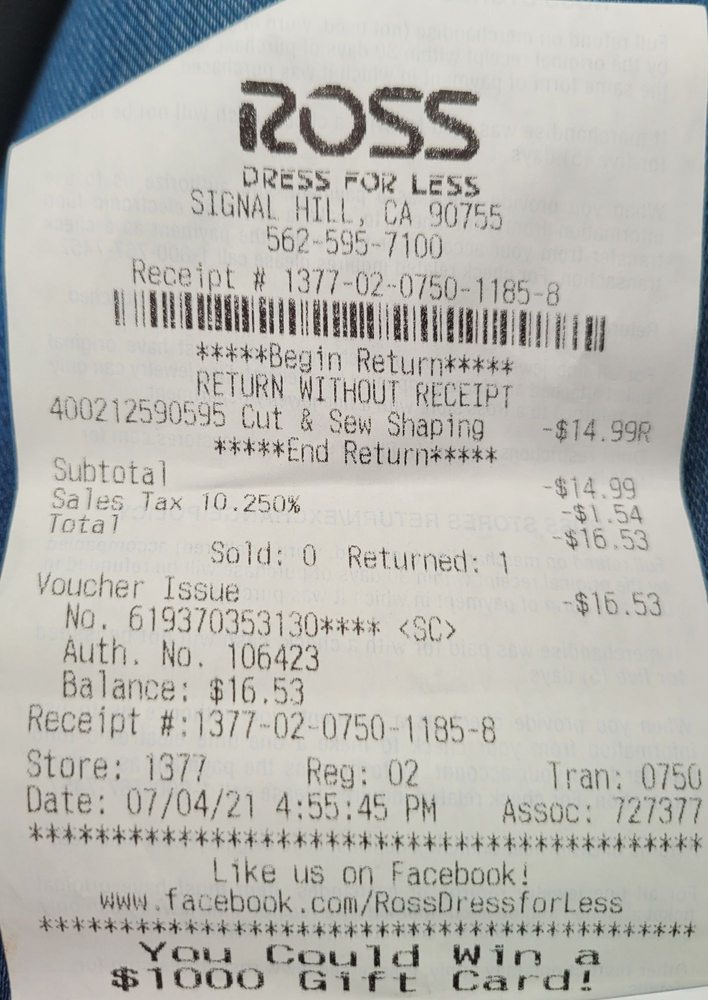 ROSS
DRESS FOR LESS
SIGNAL HILL, CA 90755
562-595-7100
Receipt # 1377-02-0750-1185-8
*****Begin Return*****
RETURN WITHOUT RECEIPT
400212590595 Cut & Sew Shaping -$14.99R
*****End Return*****
Subtotal -$14.99
Sales Tax 10.250% -$1.54
Total -$16.53
Sold: 0 Returned: 1
Voucher Issue -$16.53
No. 619370353130**** <SC>
Auth. No. 106423
Balance: $16.53
Receipt #:1377-02-0750-1185-8
Store: 1377 Reg: 02 Tran: 0750
Date: 07/04/21 4:55:45 PM Assoc: 727377
******************************************
Like us on Facebook!
www.facebook.com/RossDressforLess
******************************************
You Could Win a
$1000 Gift Card!